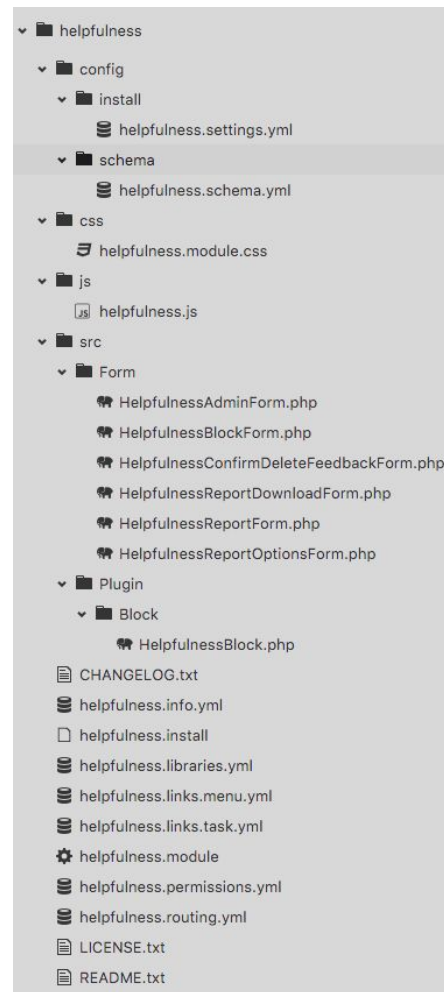 helpfulness
config
install
helpfulness.settings.yml
schema
helpfulness.schema.yml
css
helpfulness.module.css
js
JS helpfulness.js
src
Form
HelpfulnessAdminForm.php
HelpfulnessBlockForm.php
HelpfulnessConfirmDeleteFeedbackForm.php
HelpfulnessReportDownloadForm.php
HelpfulnessReportForm.php
HelpfulnessReportOptionsForm.php
Plugin
Block
HelpfulnessBlock.php
CHANGELOG.txt
helpfulness.info.yml
helpfulness.install
helpfulness.libraries.yml
helpfulness.links.menu.yml
helpfulness.links.task.yml
helpfulness.module
helpfulness.permissions.yml
helpfulness.routing.yml
LICENSE.txt
README.txt